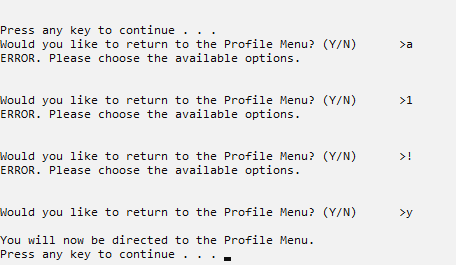 Press any key to continue . . .
Would you like to return to the Profile Menu? (Y/N)      >a
ERROR. Please choose the available options.
Would you like to return to the Profile Menu? (Y/N)      >1
ERROR. Please choose the available options.
Would you like to return to the Profile Menu? (Y/N)      >!
ERROR. Please choose the available options.
Would you like to return to the Profile Menu? (Y/N)      >y
You will now be directed to the Profile Menu.
Press any key to continue . . .